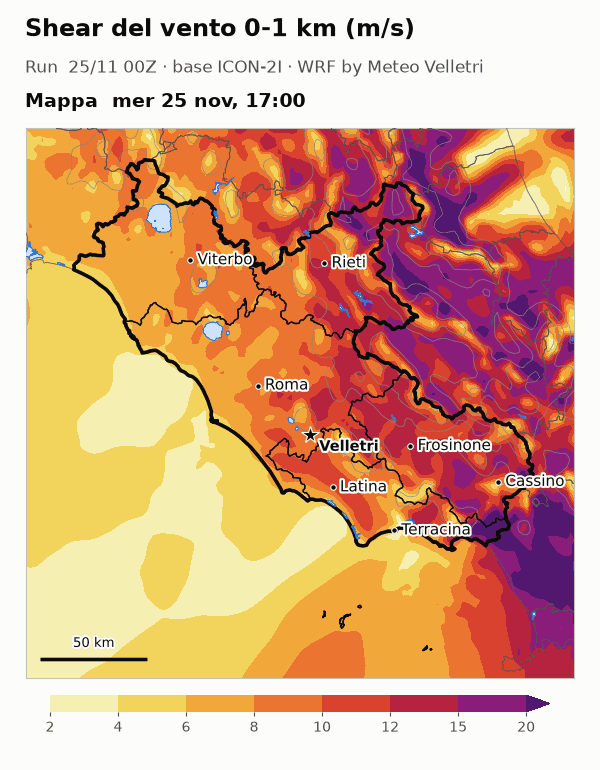 Shear del vento 0-1 km (m/s)
Run  25/11 00Z · base ICON-2I · WRF by Meteo Velletri
Mappa  mer 25 nov, 17:00
Viterbo
Rieti
Roma
Velletri
Frosinone
Cassino
Latina
Terracina
50 km
2 4 6 8 10 12 15 20